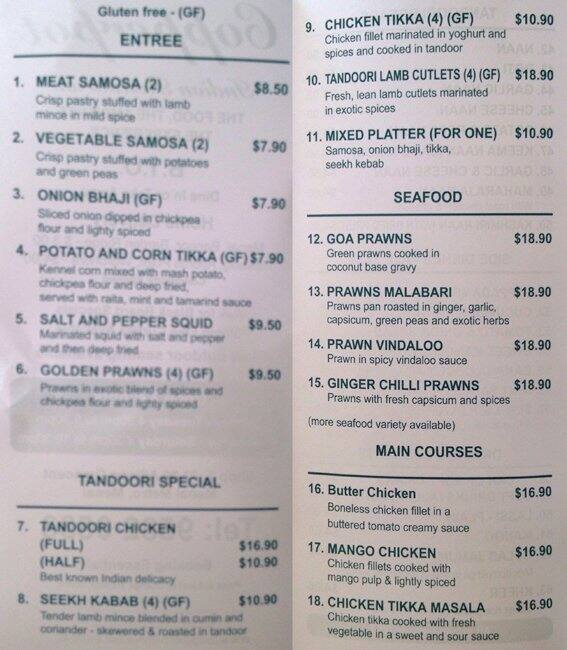 Gluten free - (GF)
ENTREE
1. MEAT SAMOSA (2) $8.50
Crisp pastry stuffed with lamb
mince in mild spice
2. VEGETABLE SAMOSA (2) $7.90
Crisp pastry stuffed with potatoes
and green peas
3. ONION BHAJI (GF) $7.90
Sliced onion dipped in chickpea
flour and lighty spiced
4. POTATO AND CORN TIKKA (GF) $7.90
Kennel corn mixed with mash potato,
chickpea flour and deep fried,
served with raita, mint and tamarind sauce
5. SALT AND PEPPER SQUID $9.50
Marinated squid with salt and pepper
and then deep fried
6. GOLDEN PRAWNS (4) (GF) $9.50
Prawns in exotic blend of spices and
chickpea flour and lighty spiced
TANDOORI SPECIAL
7. TANDOORI CHICKEN
(FULL) $16.90
(HALF) $10.90
Best known Indian delicacy
8. SEEKH KABAB (4) (GF) $10.90
Tender lamb mince blended in cumin and
coriander - skewered & roasted in tandoor
9. CHICKEN TIKKA (4) (GF) $10.90
Chicken fillet marinated in yoghurt and
spices and cooked in tandoor
10. TANDOORI LAMB CUTLETS (4) (GF) $18.90
Fresh, lean lamb cutlets marinated
in exotic spices
11. MIXED PLATTER (FOR ONE) $10.90
Samosa, onion bhaji, tikka,
seekh kebab
SEAFOOD
12. GOA PRAWNS $18.90
Green prawns cooked in
coconut base gravy
13. PRAWNS MALABARI $18.90
Prawns pan roasted in ginger, garlic,
capsicum, green peas and exotic herbs
14. PRAWN VINDALOO $18.90
Prawn in spicy vindaloo sauce
15. GINGER CHILLI PRAWNS $18.90
Prawns with fresh capsicum and spices
(more seafood variety available)
MAIN COURSES
16. Butter Chicken $16.90
Boneless chicken fillet in a
buttered tomato creamy sauce
17. MANGO CHICKEN $16.90
Chicken fillets cooked with
mango pulp & lightly spiced
18. CHICKEN TIKKA MASALA $16.90
Chicken tikka cooked with fresh
vegetable in a sweet and sour sauce